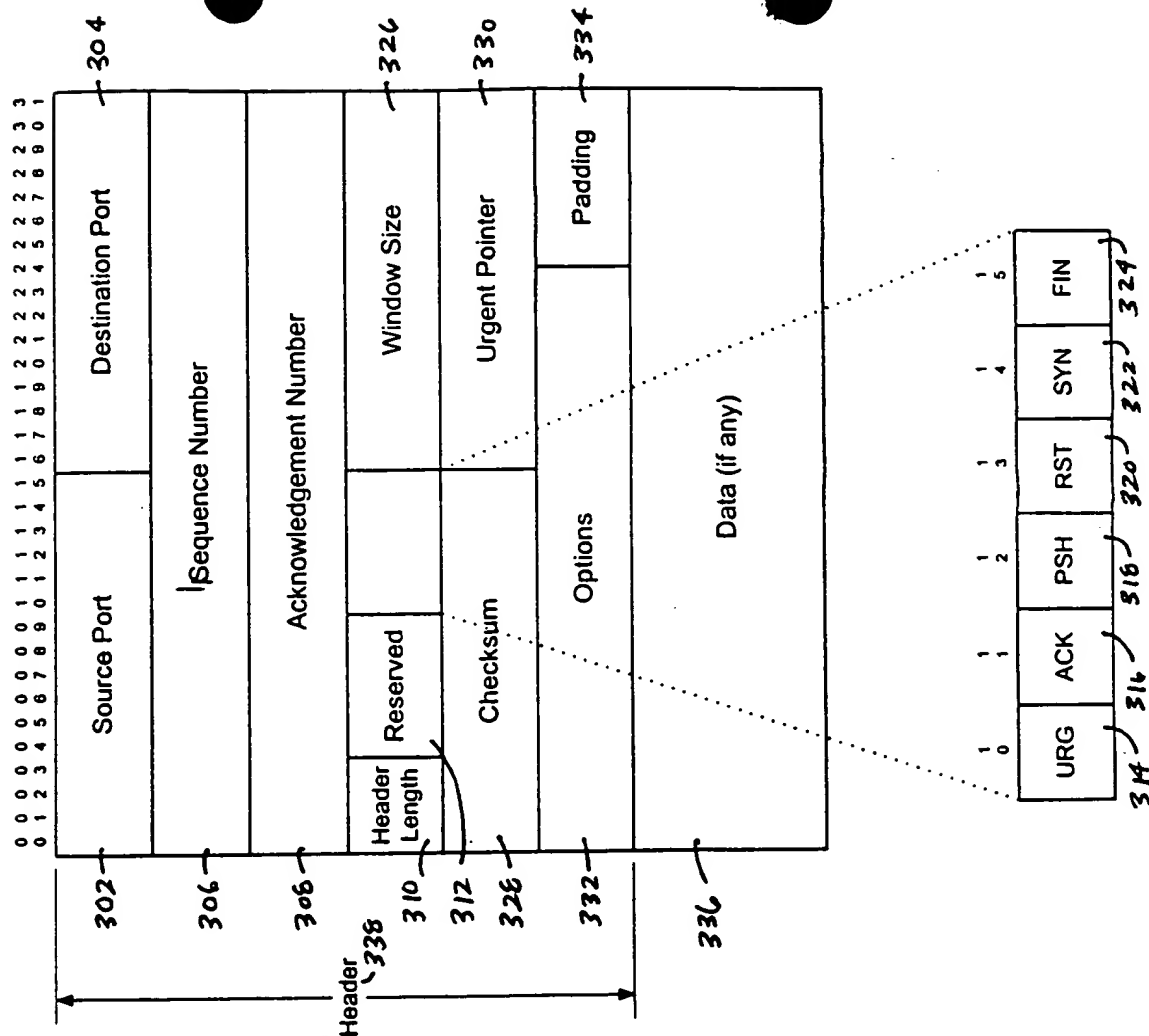 0 0 0 0 0 0 0 0 0 0 1 1 1 1 1 1 1 1 1 1 2 2 2 2 2 2 2 2 2 2 3 3
0 1 2 3 4 5 6 7 8 9 0 1 2 3 4 5 6 7 8 9 0 1 2 3 4 5 6 7 8 9 0 1
302 Source Port Destination Port 304
306 Sequence Number
308 Acknowledgement Number
310 Header Length Reserved Window Size 326
312
328 Checksum Urgent Pointer 330
332 Options Padding 334
Header 338
336 Data (if any)
1 1 1 1 1 1
0 1 2 3 4 5
URG ACK PSH RST SYN FIN
314 316 318 320 322 324